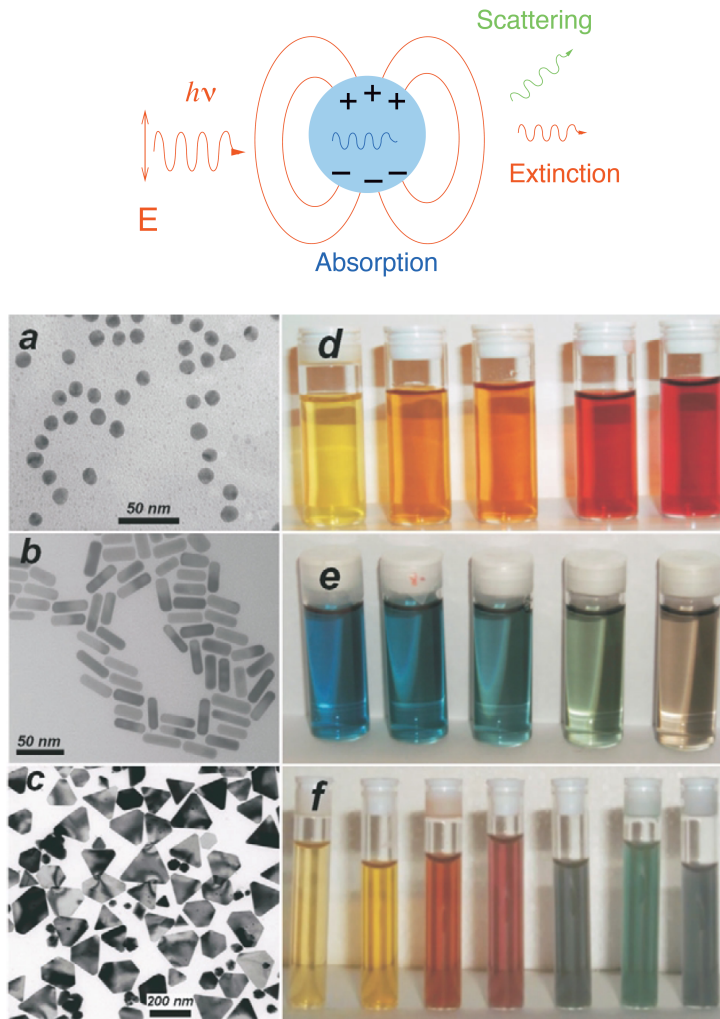 Scattering
hν
E
+ + +
− − −
Extinction
Absorption
a
50 nm
d
b
50 nm
e
c
200 nm
f